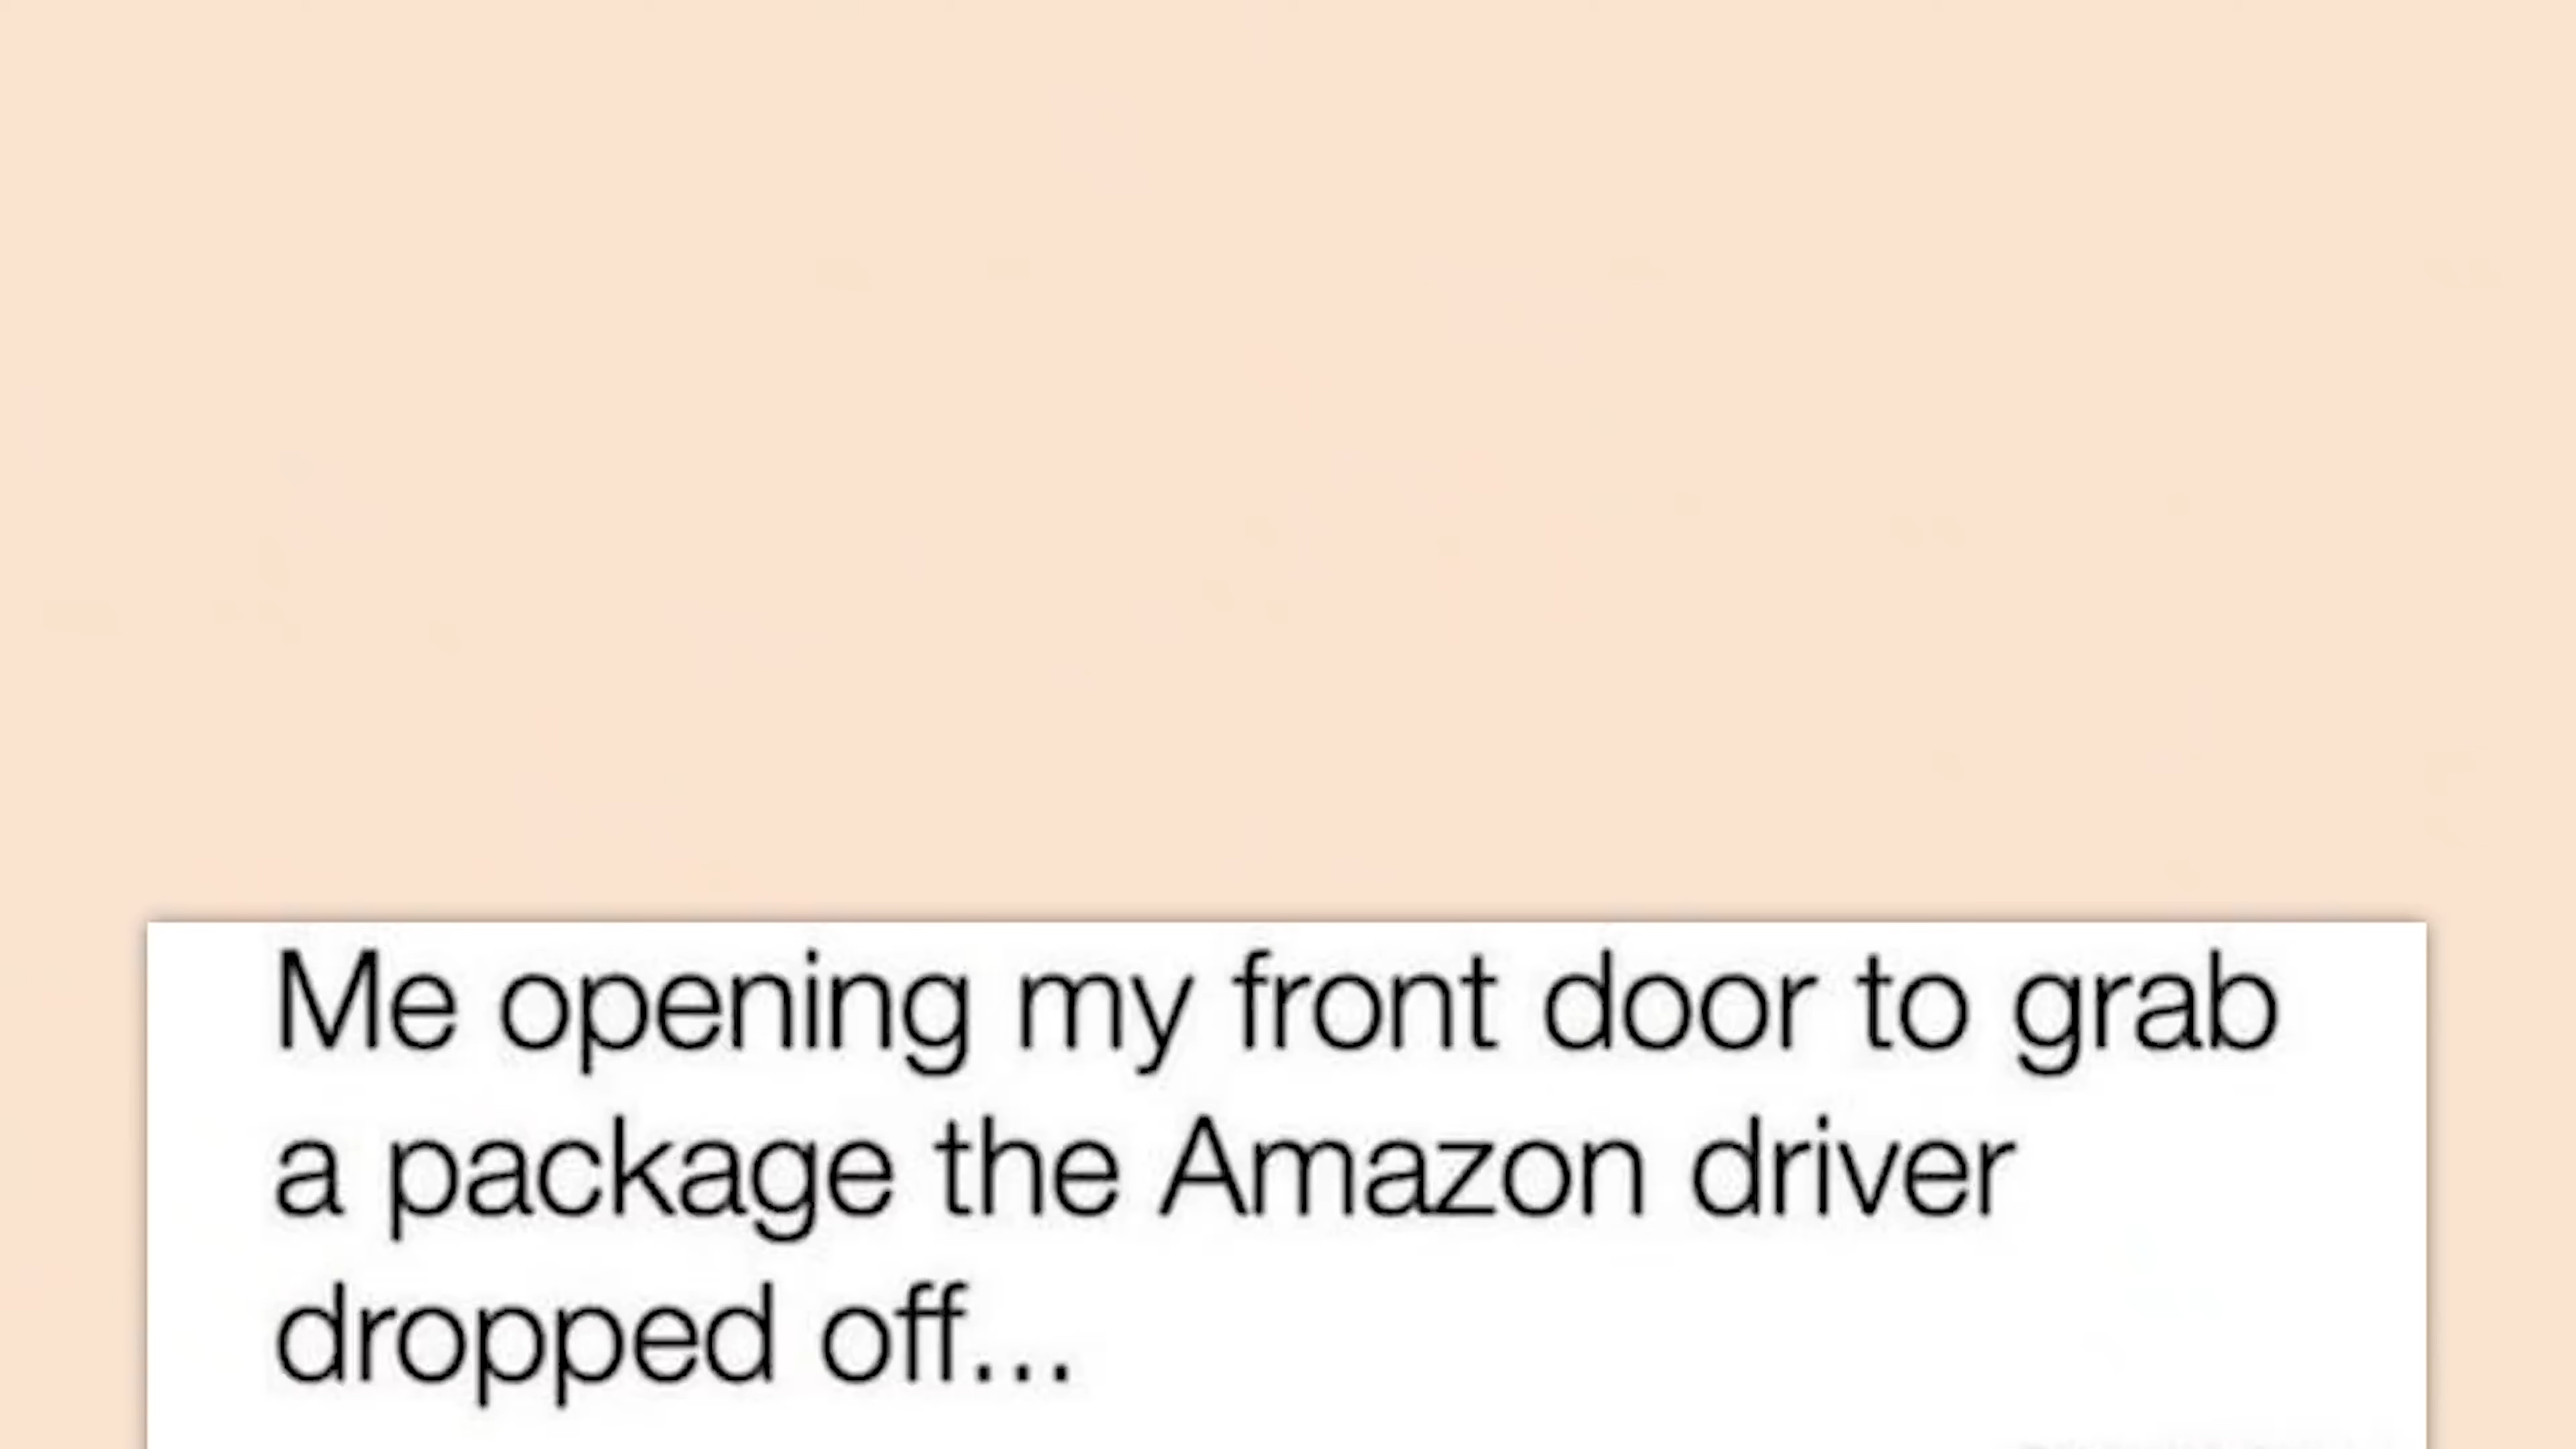 Me opening my front door to grab
a package the Amazon driver
dropped off...